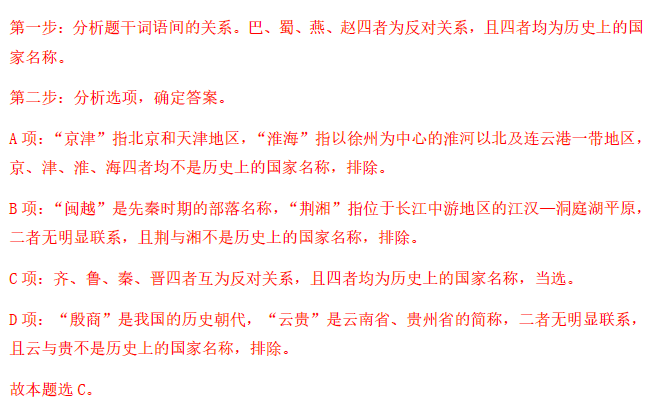 第一步：分析题干词语间的关系。巴、蜀、燕、赵四者为反对关系，且四者均为历史上的国
家名称。
第二步：分析选项，确定答案。
A 项：“京津”指北京和天津地区，“淮海”指以徐州为中心的淮河以北及连云港一带地区，
京、津、淮、海四者均不是历史上的国家名称，排除。
B 项：“闽越”是先秦时期的部落名称，“荆湘”指位于长江中游地区的江汉—洞庭湖平原，
二者无明显联系，且荆与湘不是历史上的国家名称，排除。
C 项：齐、鲁、秦、晋四者互为反对关系，且四者均为历史上的国家名称，当选。
D 项：“殷商”是我国的历史朝代，“云贵”是云南省、贵州省的简称，二者无明显联系，
且云与贵不是历史上的国家名称，排除。
故本题选 C。